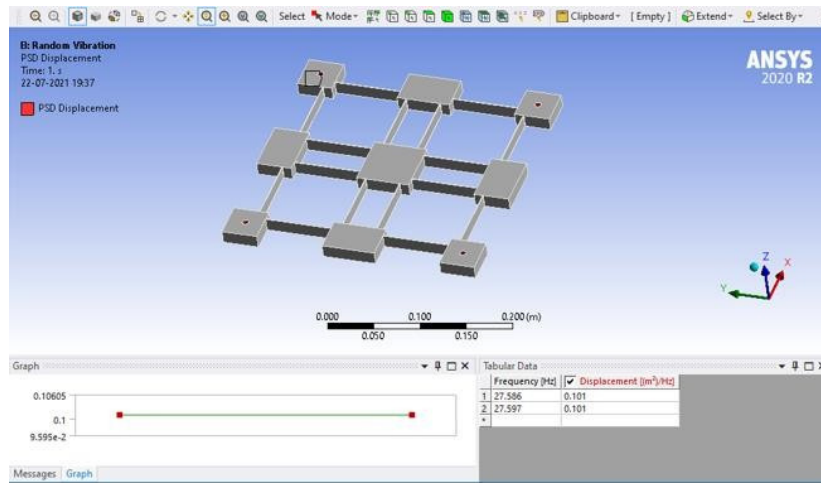 Select Mode Clipboard [ Empty ] Extend Select By
B: Random Vibration
PSD Displacement
Time: 1. s
22-07-2021 19:37
PSD Displacement
ANSYS
2020 R2
Z
X
Y
0.000 0.100 0.200 (m)
0.050 0.150
Graph
0.10605
0.1
9.595e-2
Messages Graph
Tabular Data
Frequency [Hz] Displacement [(m²)/Hz]
1 27.586 0.101
2 27.597 0.101
*